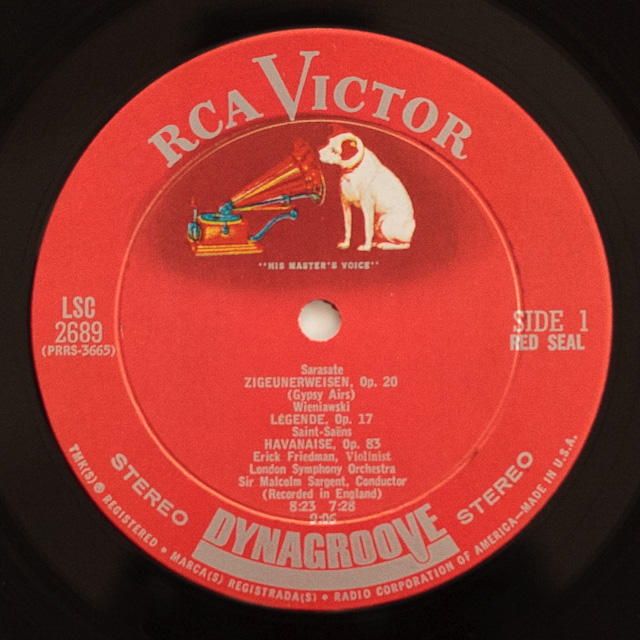 RCA VICTOR
"HIS MASTER'S VOICE"
LSC
2689
(PRRS-3665)
SIDE 1
RED SEAL
Sarasate
ZIGEUNERWEISEN, Op. 20
(Gypsy Airs)
Wieniawski
LÉGENDE, Op. 17
Saint-Saëns
HAVANAISE, Op. 83
Erick Friedman, Violinist
London Symphony Orchestra
Sir Malcolm Sargent, Conductor
(Recorded in England)
8:23 7:28
9:06
STEREO
DYNAGROOVE
STEREO
TMK(S) ® REGISTERED • MARCA(S) REGISTRADA(S) • RADIO CORPORATION OF AMERICA—MADE IN U.S.A.